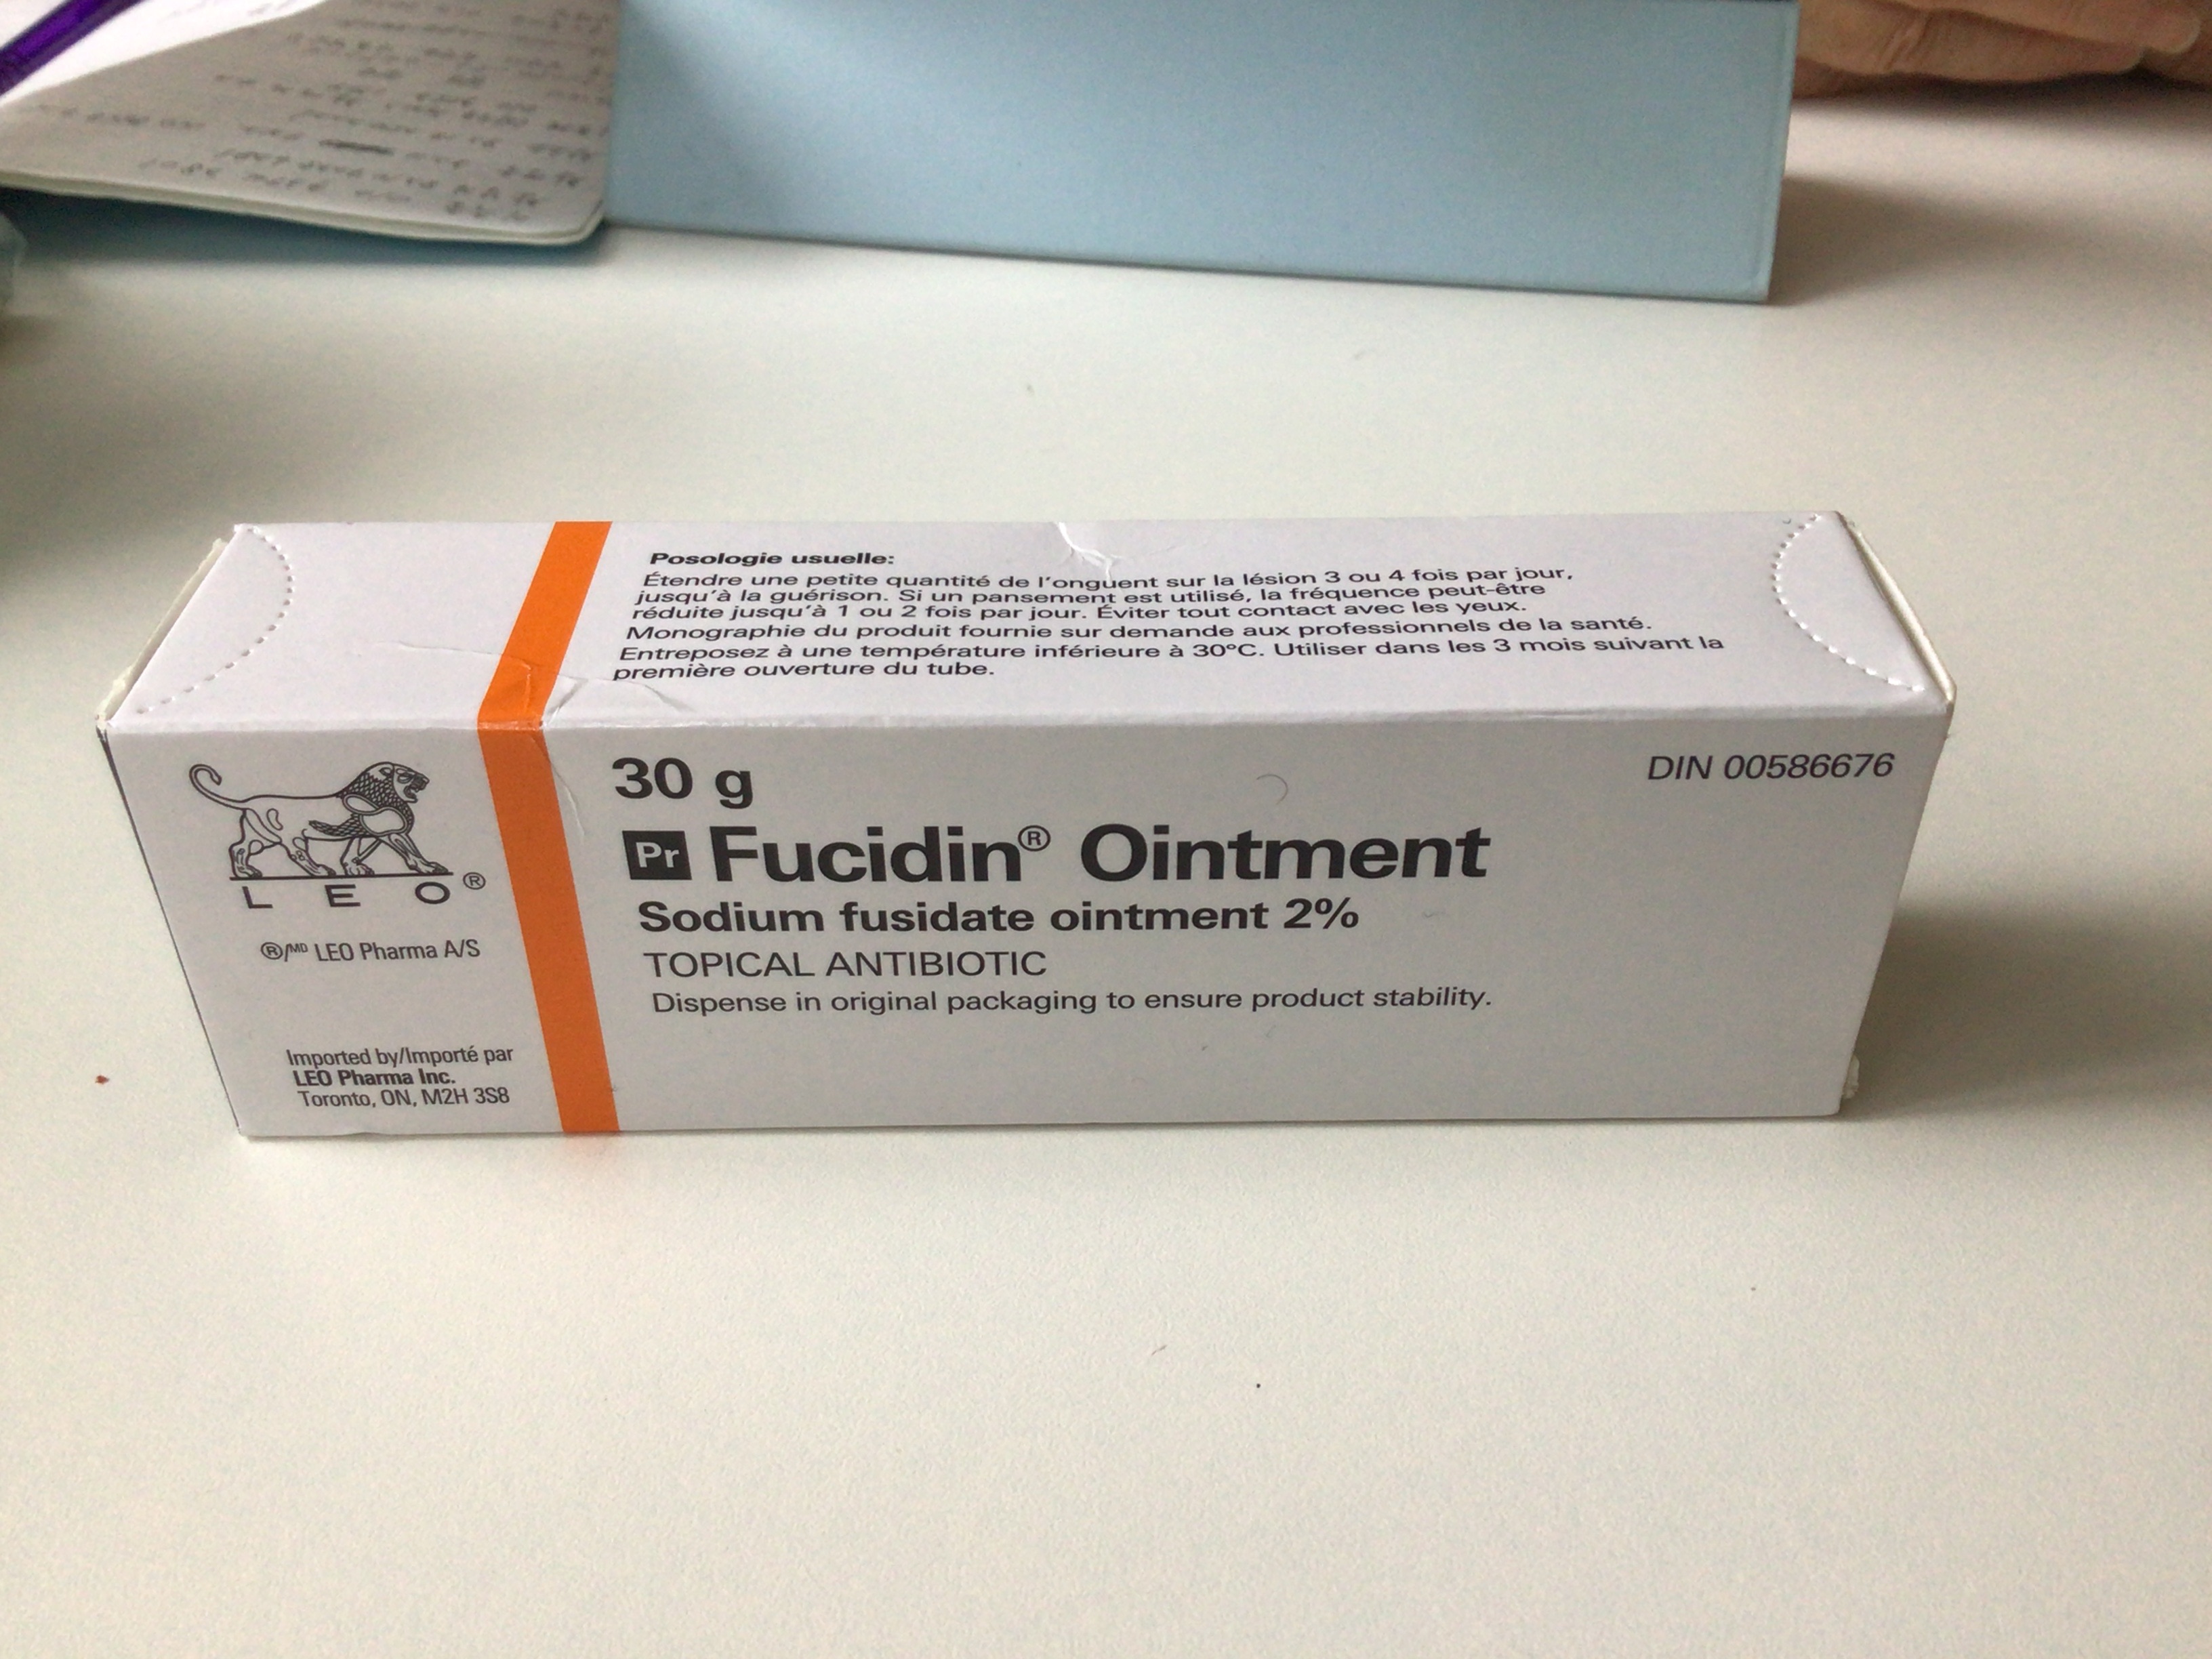 Posologie usuelle:
Étendre une petite quantité de l'onguent sur la lésion 3 ou 4 fois par jour,
jusqu'à la guérison. Si un pansement est utilisé, la fréquence peut-être
réduite jusqu'à 1 ou 2 fois par jour. Éviter tout contact avec les yeux.
Monographie du produit fournie sur demande aux professionnels de la santé.
Entreposez à une température inférieure à 30°C. Utiliser dans les 3 mois suivant la
première ouverture du tube.
LEO®
®/MD LEO Pharma A/S
Imported by/Importé par
LEO Pharma Inc.
Toronto, ON, M2H 3S8
30 g
DIN 00586676
Pr Fucidin® Ointment
Sodium fusidate ointment 2%
TOPICAL ANTIBIOTIC
Dispense in original packaging to ensure product stability.